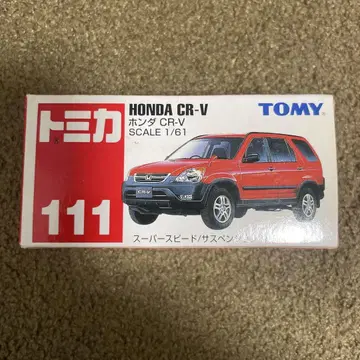 トミカ
111
HONDA CR-V
ホンダ CR-V
SCALE 1/61
TOMY
スーパースピード/サスペン